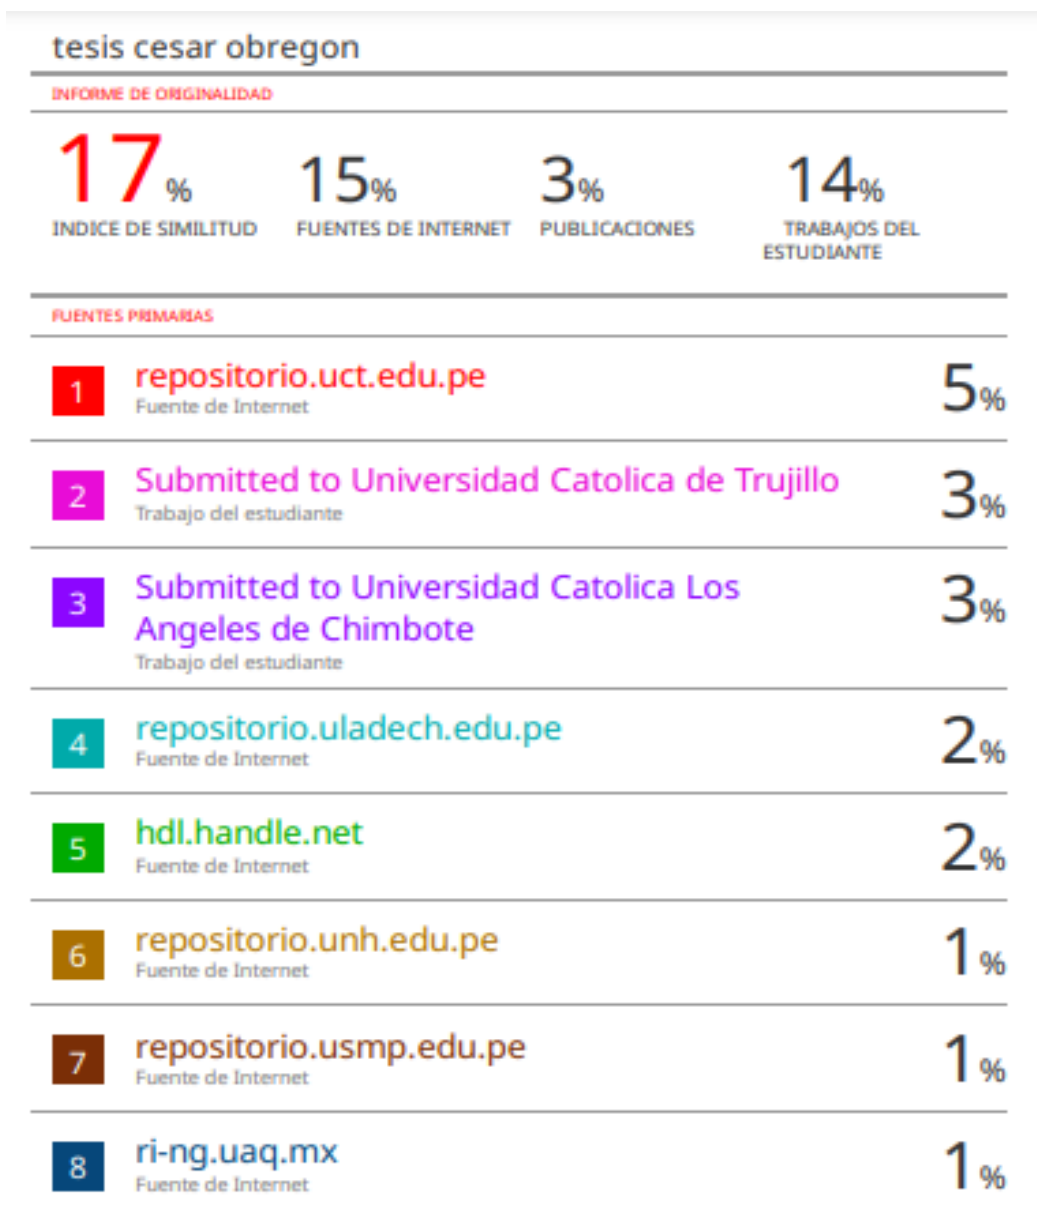 tesis cesar obregon
INFORME DE ORIGINALIDAD
17%
15%
3%
14%
INDICE DE SIMILITUD
FUENTES DE INTERNET
PUBLICACIONES
TRABAJOS DEL
ESTUDIANTE
FUENTES PRIMARIAS
1
repositorio.uct.edu.pe
Fuente de Internet
5%
2
Submitted to Universidad Catolica de Trujillo
Trabajo del estudiante
3%
3
Submitted to Universidad Catolica Los
Angeles de Chimbote
Trabajo del estudiante
3%
4
repositorio.uladech.edu.pe
Fuente de Internet
2%
5
hdl.handle.net
Fuente de Internet
2%
6
repositorio.unh.edu.pe
Fuente de Internet
1%
7
repositorio.usmp.edu.pe
Fuente de Internet
1%
8
ri-ng.uaq.mx
Fuente de Internet
1%